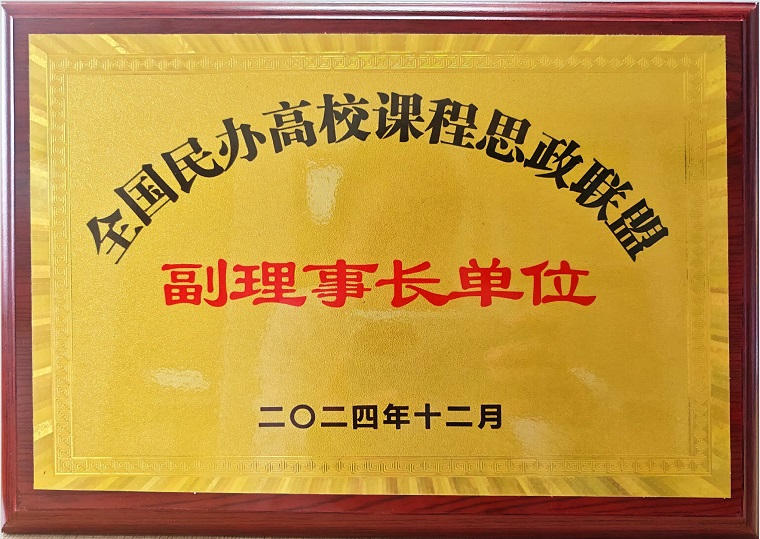 全国民办高校课程思政联盟
副理事长单位
二〇二四年十二月